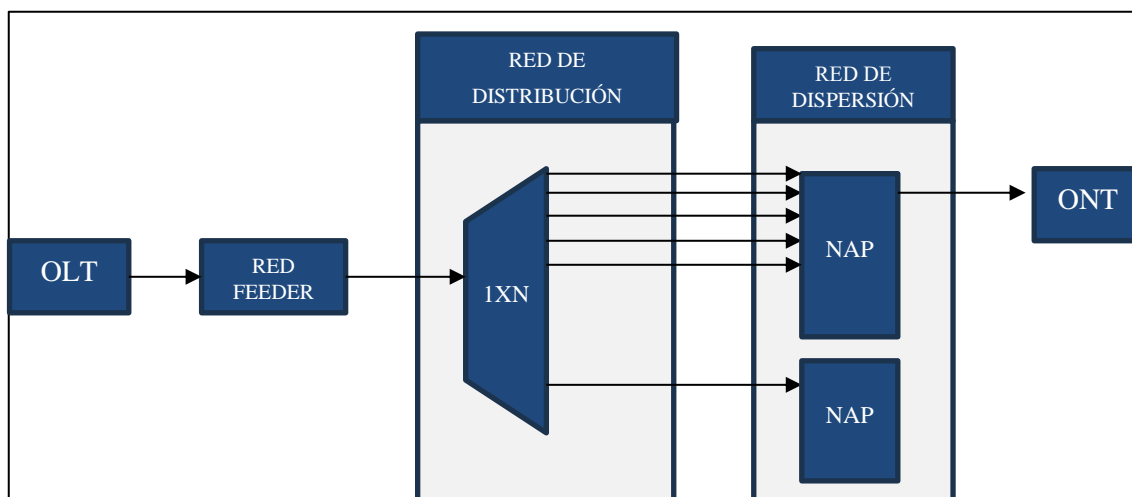 RED DE
DISTRIBUCIÓN
RED DE
DISPERSIÓN
OLT
RED
FEEDER
1XN
NAP
ONT
NAP